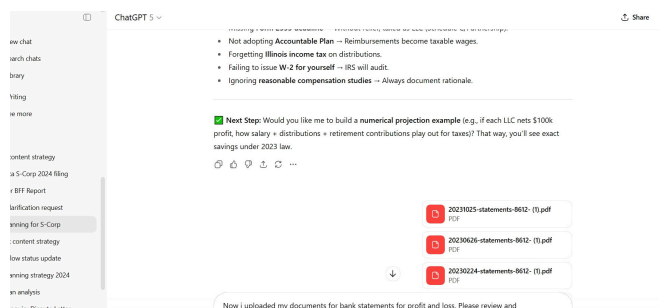 ChatGPT 5
Share
ew chat
earch chats
brary
riting
e more
ontent strategy
ta S-Corp 2024 filing
r BFF Report
larification request
anning for S-Corp
content strategy
low status update
anning strategy 2024
an analysis
Not adopting Accountable Plan → Reimbursements become taxable wages.
Forgetting Illinois income tax on distributions.
Failing to issue W-2 for yourself → IRS will audit.
Ignoring reasonable compensation studies → Always document rationale.
✅ Next Step: Would you like me to build a numerical projection example (e.g., if each LLC nets $100k
profit, how salary + distributions + retirement contributions play out for taxes)? That way, you'll see exact
savings under 2023 law.
20231025-statements-8612- (1).pdf
PDF
20230626-statements-8612- (1).pdf
PDF
20230224-statements-8612- (1).pdf
PDF
Now i uploaded my documents for bank statements for profit and loss. Please review and